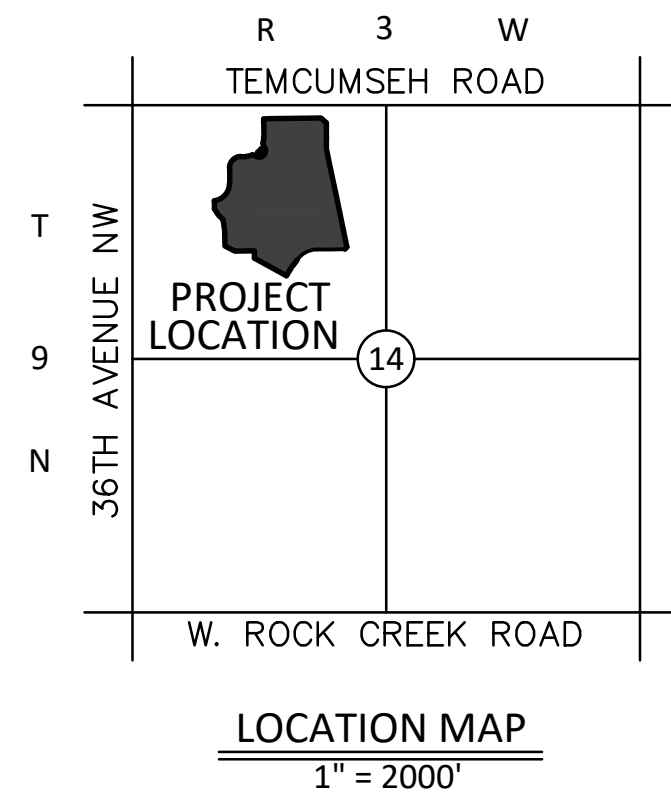 R 3 W
TEMCUMSEH ROAD
T
9
N
36TH AVENUE NW
PROJECT
LOCATION
14
W. ROCK CREEK ROAD
LOCATION MAP
1" = 2000'